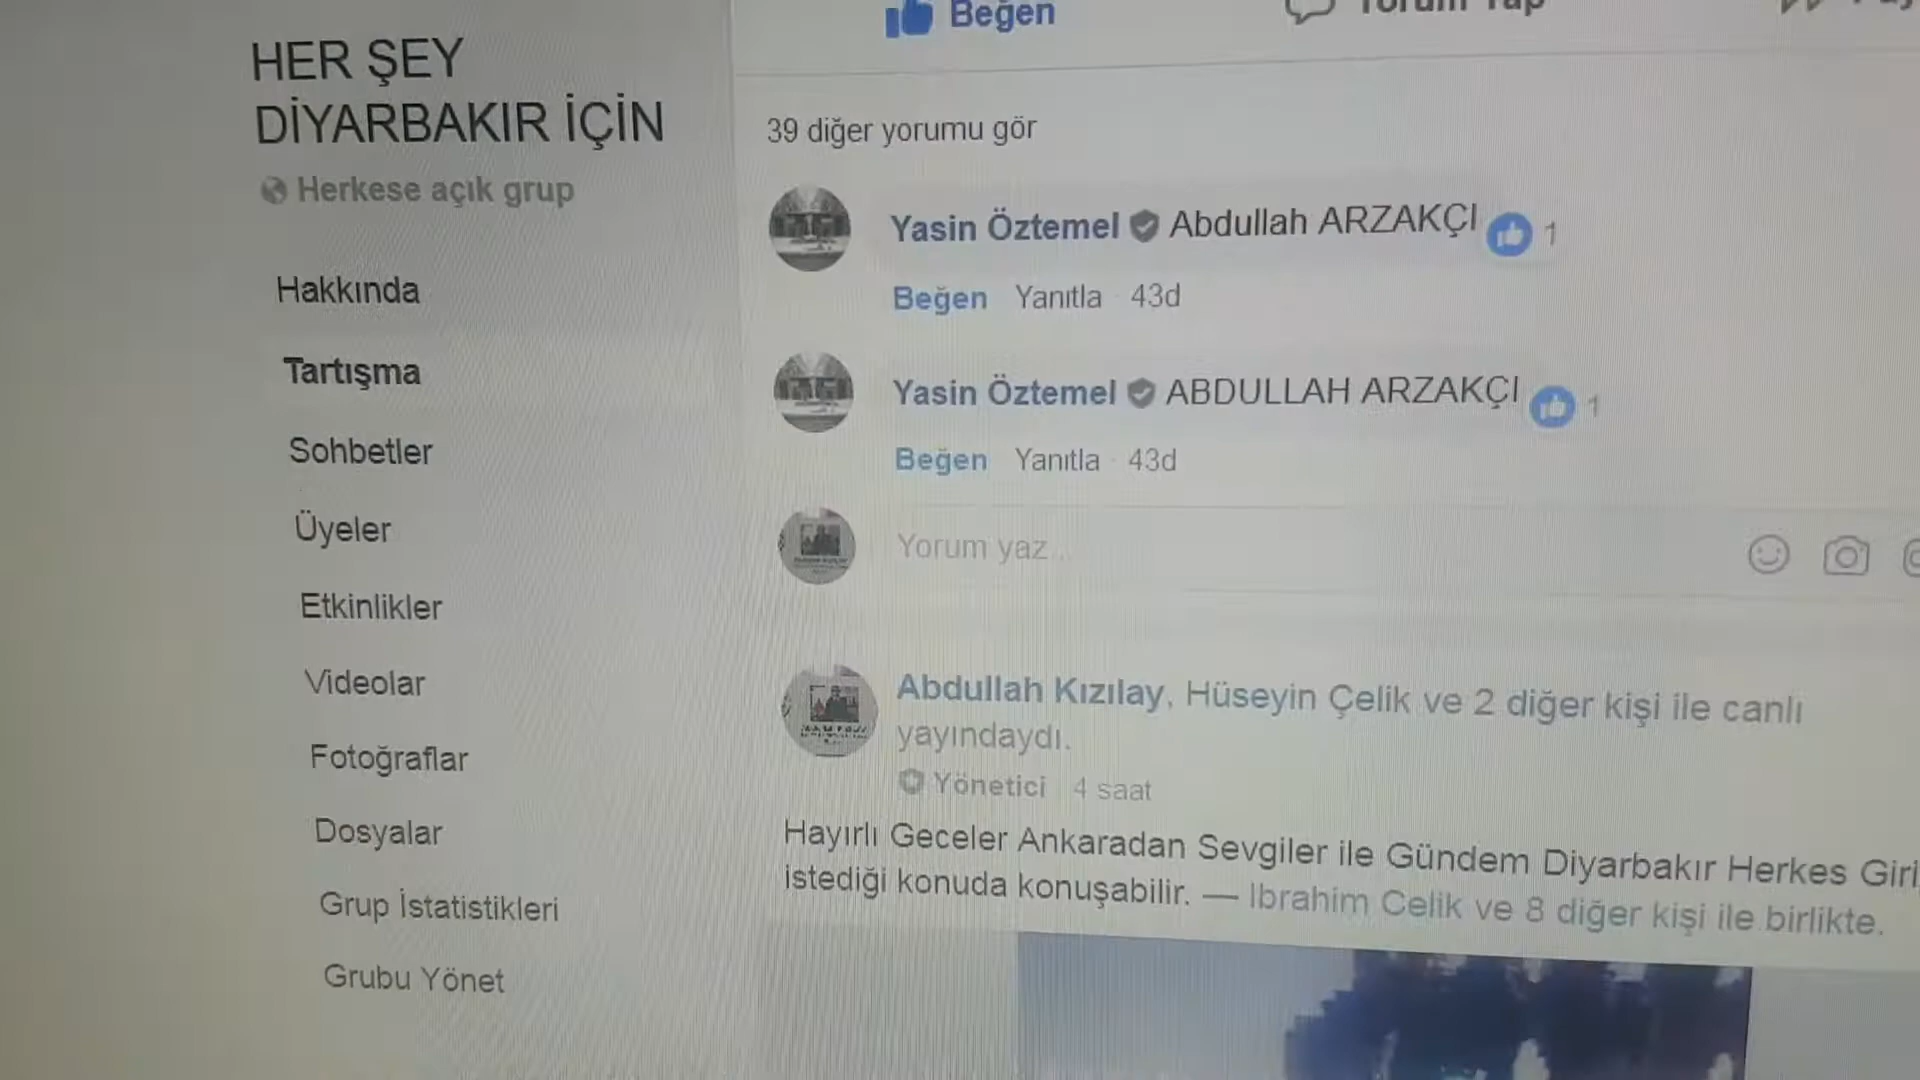 HER ŞEY
DİYARBAKIR İÇİN
Herkese açık grup
Hakkında
Tartışma
Sohbetler
Üyeler
Etkinlikler
Videolar
Fotoğraflar
Dosyalar
Grup İstatistikleri
Grubu Yönet
Beğen Yorum Yap
39 diğer yorumu gör
Yasin Öztemel Abdullah ARZAKÇI 1
Beğen Yanıtla · 43d
Yasin Öztemel ABDULLAH ARZAKÇI 1
Beğen Yanıtla · 43d
Yorum yaz...
Abdullah Kızılay, Hüseyin Çelik ve 2 diğer kişi ile canlı
yayındaydı.
Yönetici · 4 saat
Hayırlı Geceler Ankaradan Sevgiler ile Gündem Diyarbakır Herkes
istediği konuda konuşabilir. — Ibrahim Celik ve 8 diğer kişi ile birlikte.